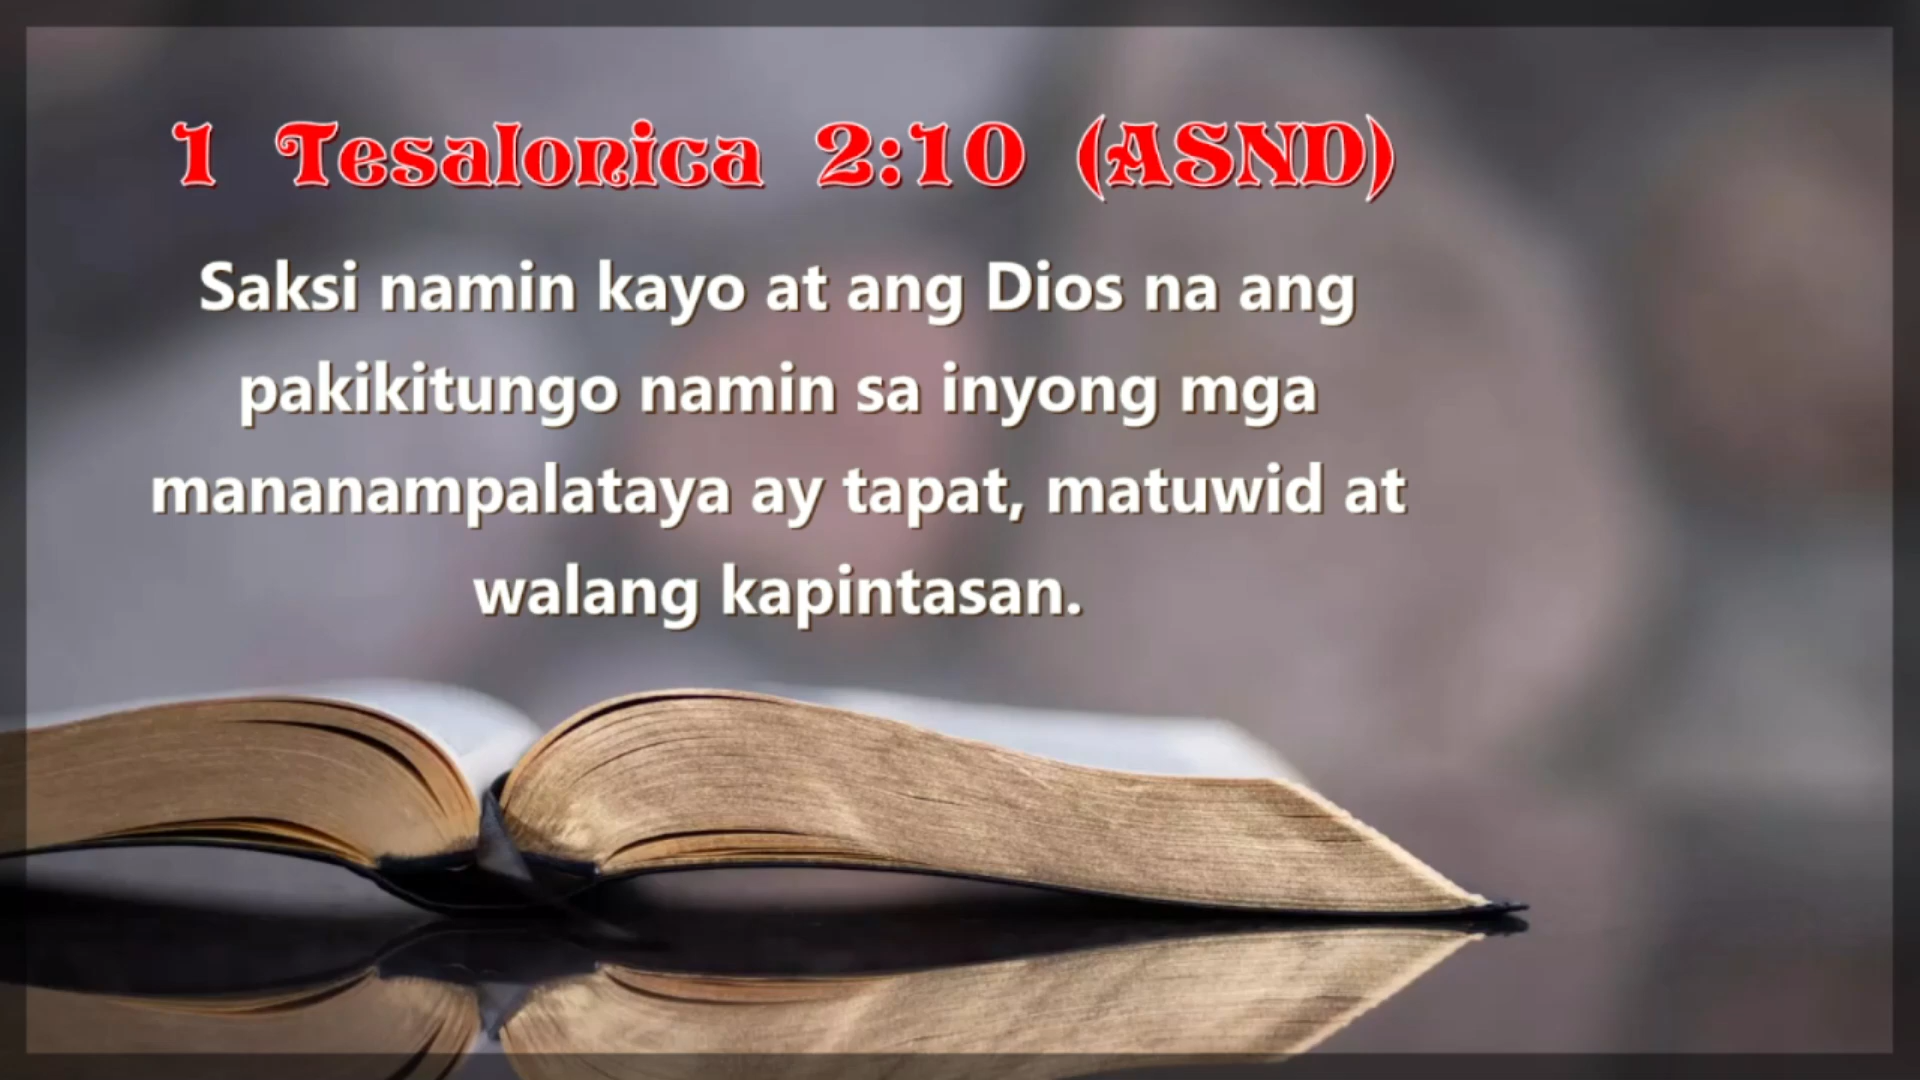 1 Tesalonica 2:10 (ASND)
Saksi namin kayo at ang Dios na ang
pakikitungo namin sa inyong mga
mananampalataya ay tapat, matuwid at
walang kapintasan.